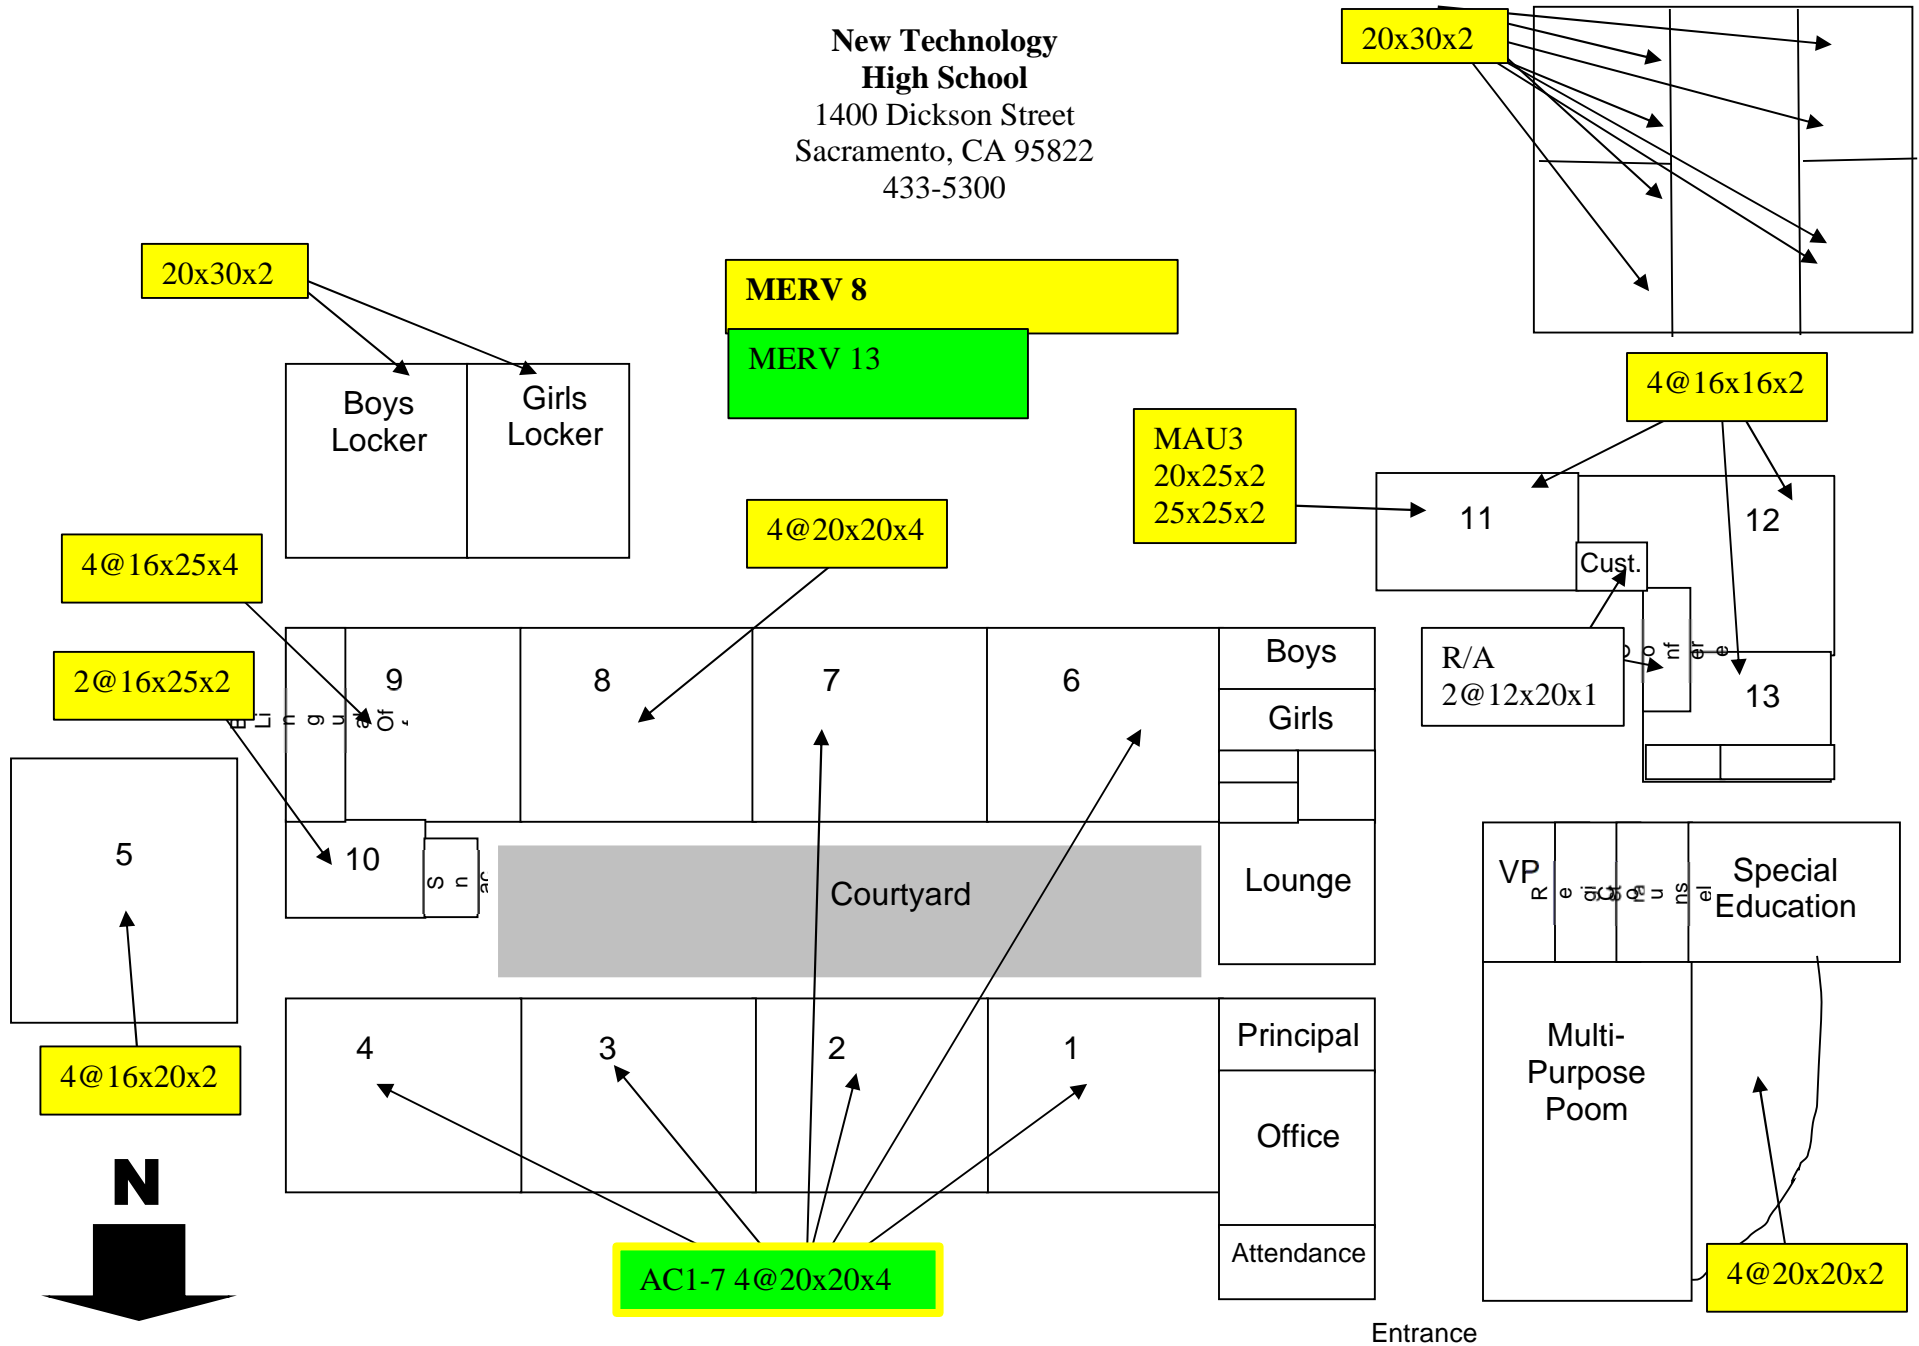 New Technology
High School
1400 Dickson Street
Sacramento, CA 95822
433-5300
20x30x2
20x30x2
MERV 8
MERV 13
4@16x16x2
Boys
Locker
Girls
Locker
MAU3
20x25x2
25x25x2
11
12
Cust.
4@20x20x4
4@16x25x4
2@16x25x2
9
8
7
6
Boys
Girls
R/A
2@12x20x1
13
5
10
Courtyard
Lounge
VP
Special
Education
4
3
2
1
Principal
Office
Attendance
Multi-
Purpose
Poom
4@16x20x2
N
AC1-7 4@20x20x4
4@20x20x2
Entrance